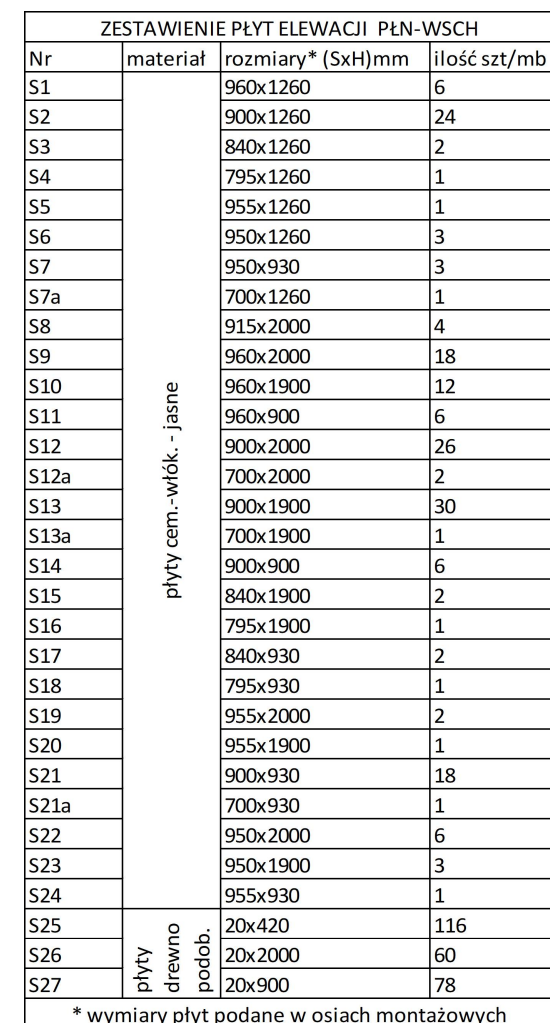 ZESTAWIENIE PŁYT ELEWACJI PŁN-WSCH
Nr materiał rozmiary* (SxH)mm ilość szt/mb
S1 960x1260 6
S2 900x1260 24
S3 840x1260 2
S4 795x1260 1
S5 955x1260 1
S6 950x1260 3
S7 950x930 3
S7a 700x1260 1
S8 915x2000 4
S9 960x2000 18
S10 960x1900 12
S11 960x900 6
S12 900x2000 26
S12a 700x2000 2
S13 900x1900 30
S13a 700x1900 1
S14 900x900 6
S15 840x1900 2
S16 795x1900 1
S17 840x930 2
S18 795x930 1
S19 955x2000 2
S20 955x1900 1
S21 900x930 18
S21a 700x930 1
S22 950x2000 6
S23 950x1900 3
S24 955x930 1
płyty cem.-włók. - jasne
S25 20x420 116
S26 20x2000 60
S27 20x900 78
płyty
drewno
podob.
* wymiary płyt podane w osiach montażowych